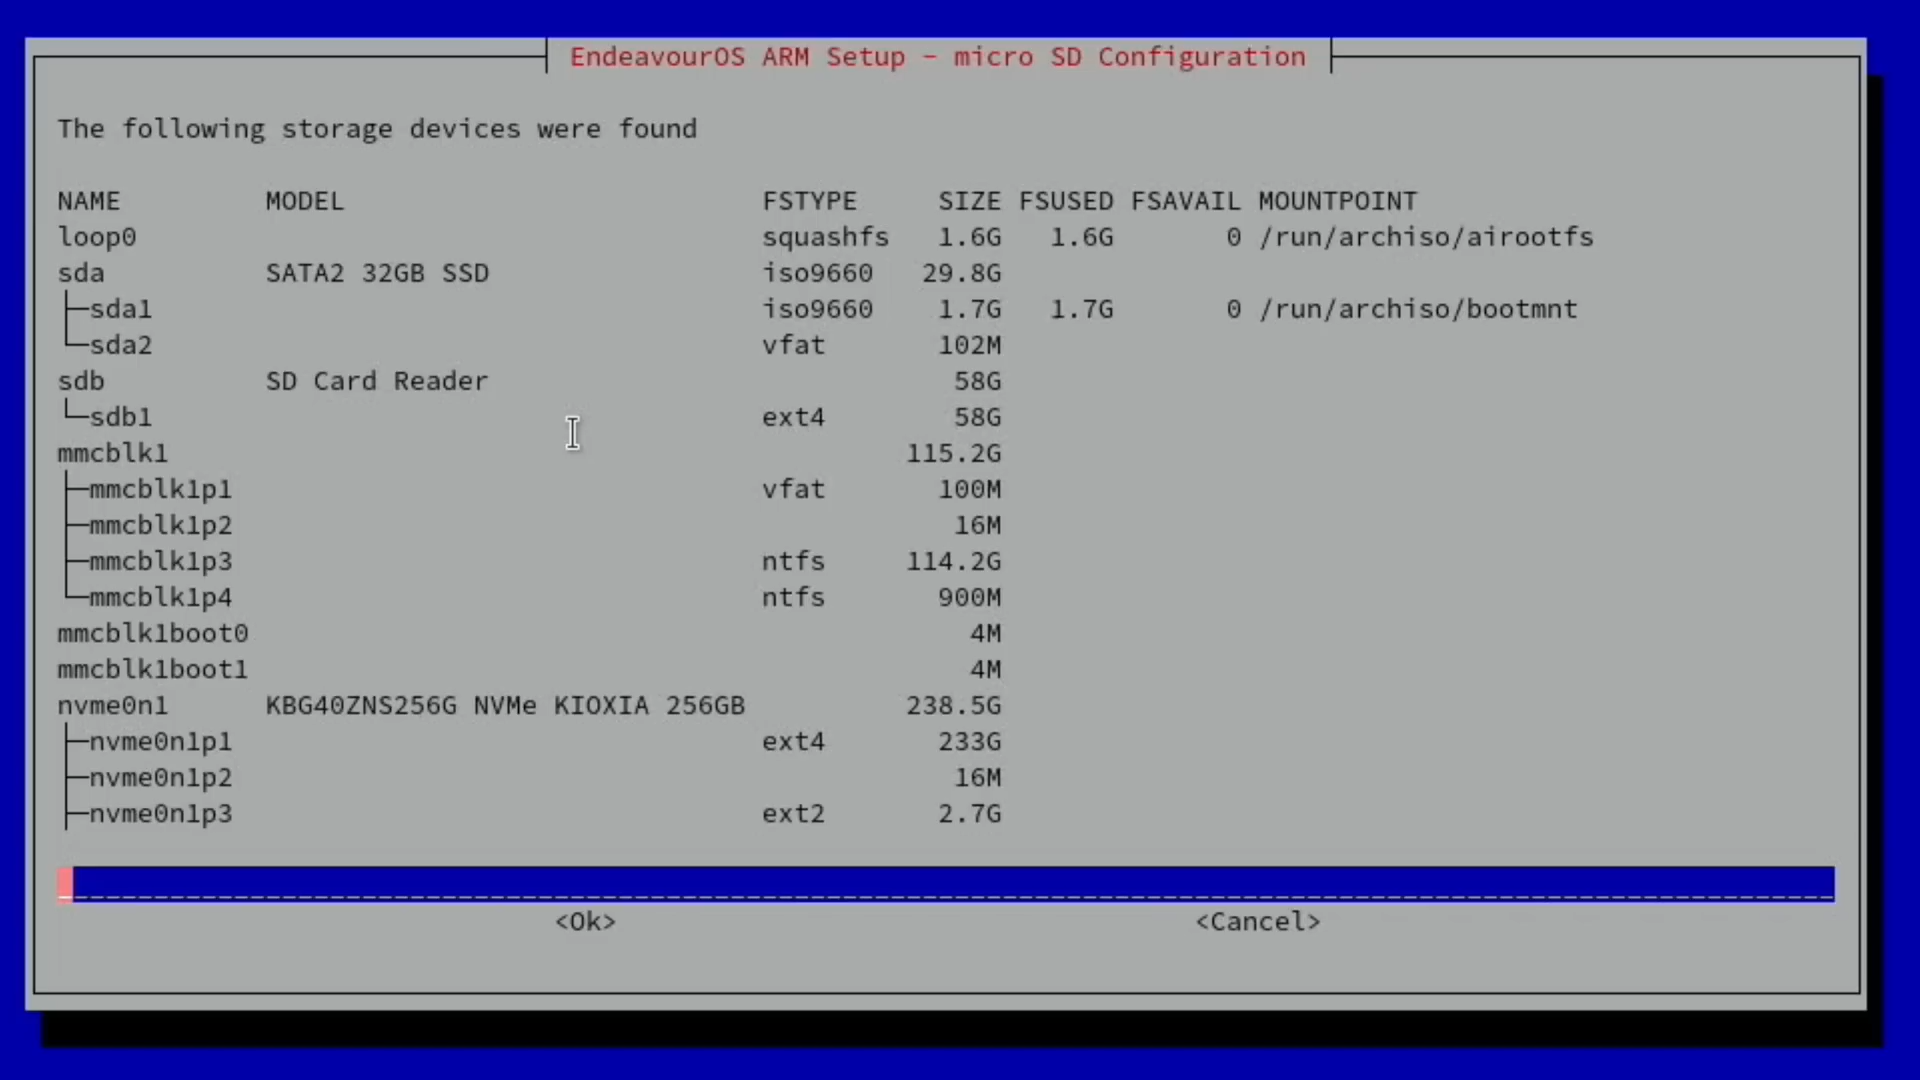 EndeavourOS ARM Setup - micro SD Configuration
The following storage devices were found
NAME MODEL FSTYPE SIZE FSUSED FSAVAIL MOUNTPOINT
loop0 squashfs 1.6G 1.6G 0 /run/archiso/airootfs
sda SATA2 32GB SSD iso9660 29.8G
├─sda1 iso9660 1.7G 1.7G 0 /run/archiso/bootmnt
└─sda2 vfat 102M
sdb SD Card Reader 58G
└─sdb1 ext4 58G
mmcblk1 115.2G
├─mmcblk1p1 vfat 100M
├─mmcblk1p2 16M
├─mmcblk1p3 ntfs 114.2G
└─mmcblk1p4 ntfs 900M
mmcblk1boot0 4M
mmcblk1boot1 4M
nvme0n1 KBG40ZNS256G NVMe KIOXIA 256GB 238.5G
├─nvme0n1p1 ext4 233G
├─nvme0n1p2 16M
├─nvme0n1p3 ext2 2.7G
<Ok> <Cancel>